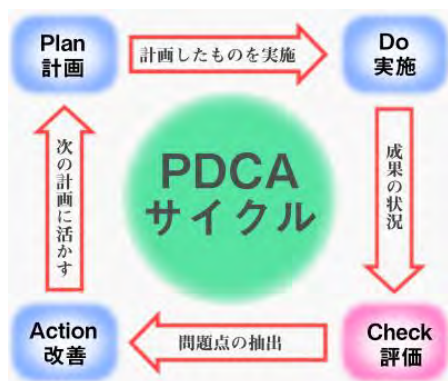 Plan
計画
計画したものを実施
Do
実施
成果の状況
Check
評価
問題点の抽出
Action
改善
次の計画に活かす
PDCA
サイクル